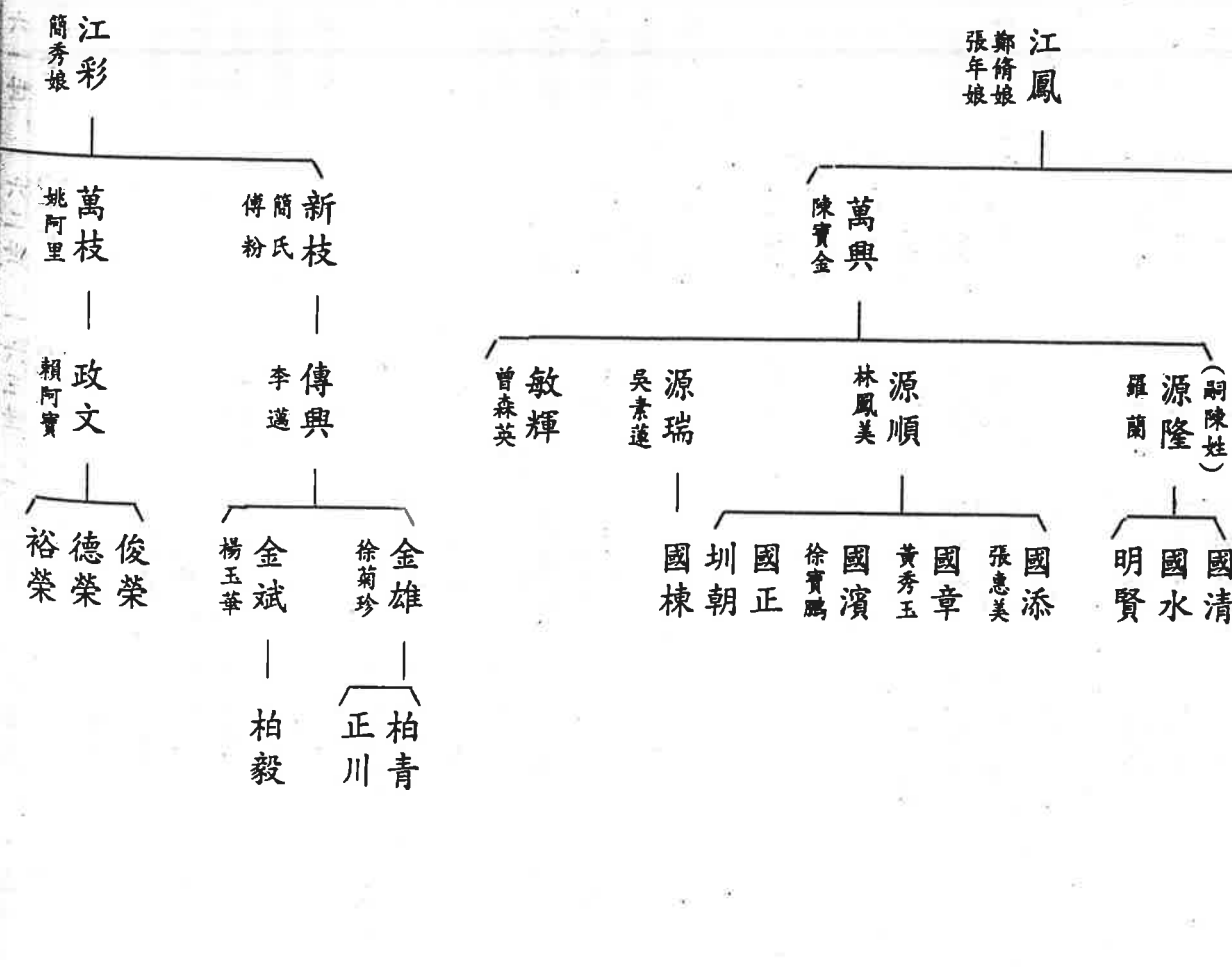 江鳳
鄭脩娘
張年娘
萬興
陳寶金
(嗣陳姓)
源隆
羅蘭
源順
林鳳美
源瑞
吳素蓮
敏輝
曾森英
國清
國水
明賢
國添
張惠美
國章
黃秀玉
國濱
徐寶鵬
國正
圳朝
國棟
江彩
簡秀娘
新枝
簡氏
傅粉
萬枝
姚阿里
傳興
李邁
政文
賴阿寶
金雄
徐菊珍
金斌
楊玉華
俊榮
德榮
裕榮
柏青
正川
柏毅